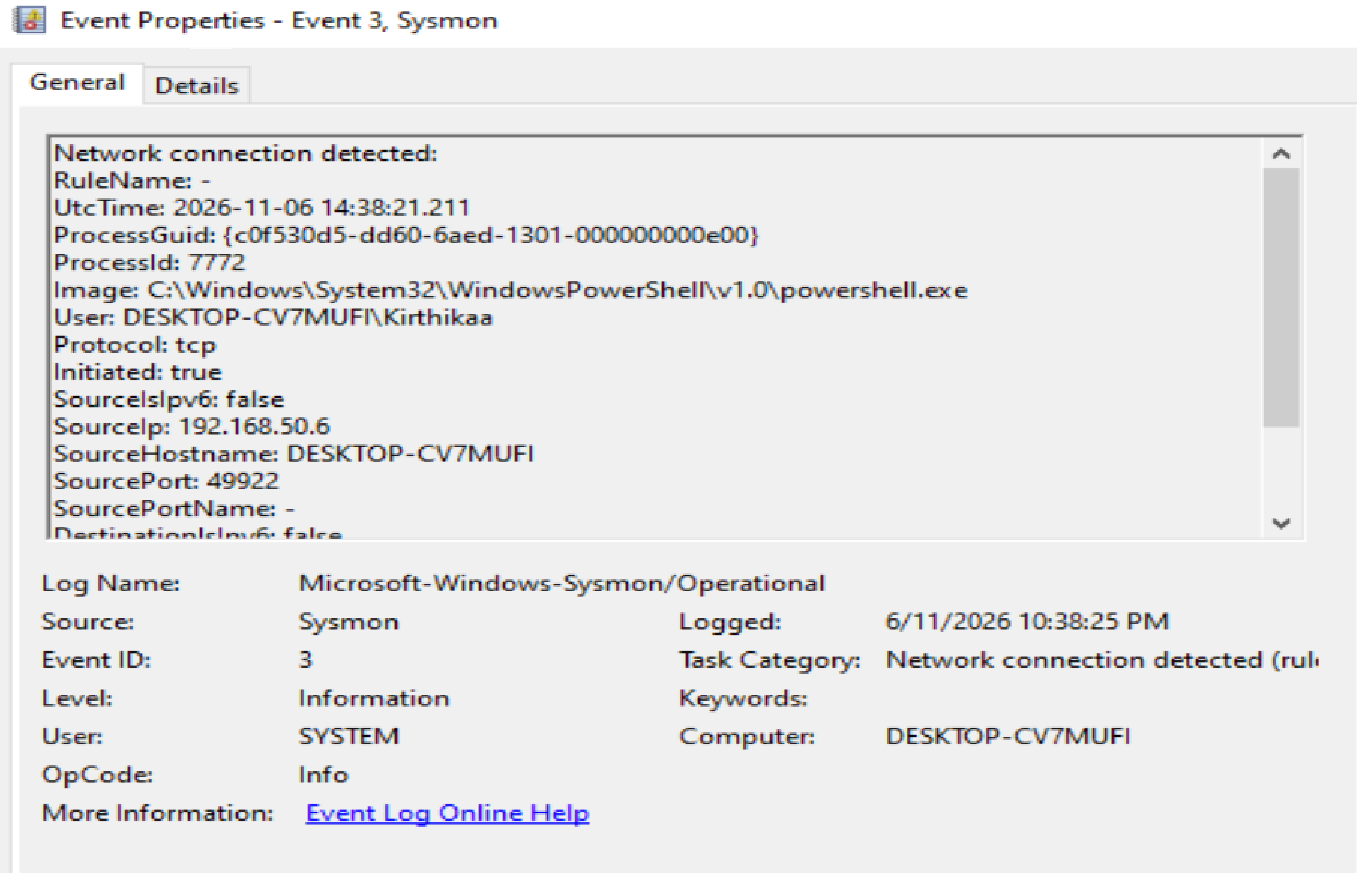 Event Properties - Event 3, Sysmon
General
Details
Network connection detected:
RuleName: -
UtcTime: 2026-11-06 14:38:21.211
ProcessGuid: {c0f530d5-dd60-6aed-1301-000000000e00}
ProcessId: 7772
Image: C:\Windows\System32\WindowsPowerShell\v1.0\powershell.exe
User: DESKTOP-CV7MUFI\Kirthikaa
Protocol: tcp
Initiated: true
SourceIsIpv6: false
SourceIp: 192.168.50.6
SourceHostname: DESKTOP-CV7MUFI
SourcePort: 49922
SourcePortName: -
DestinationIsIpv6: false
Log Name: Microsoft-Windows-Sysmon/Operational
Source: Sysmon Logged: 6/11/2026 10:38:25 PM
Event ID: 3 Task Category: Network connection detected (rul
Level: Information Keywords:
User: SYSTEM Computer: DESKTOP-CV7MUFI
OpCode: Info
More Information: Event Log Online Help